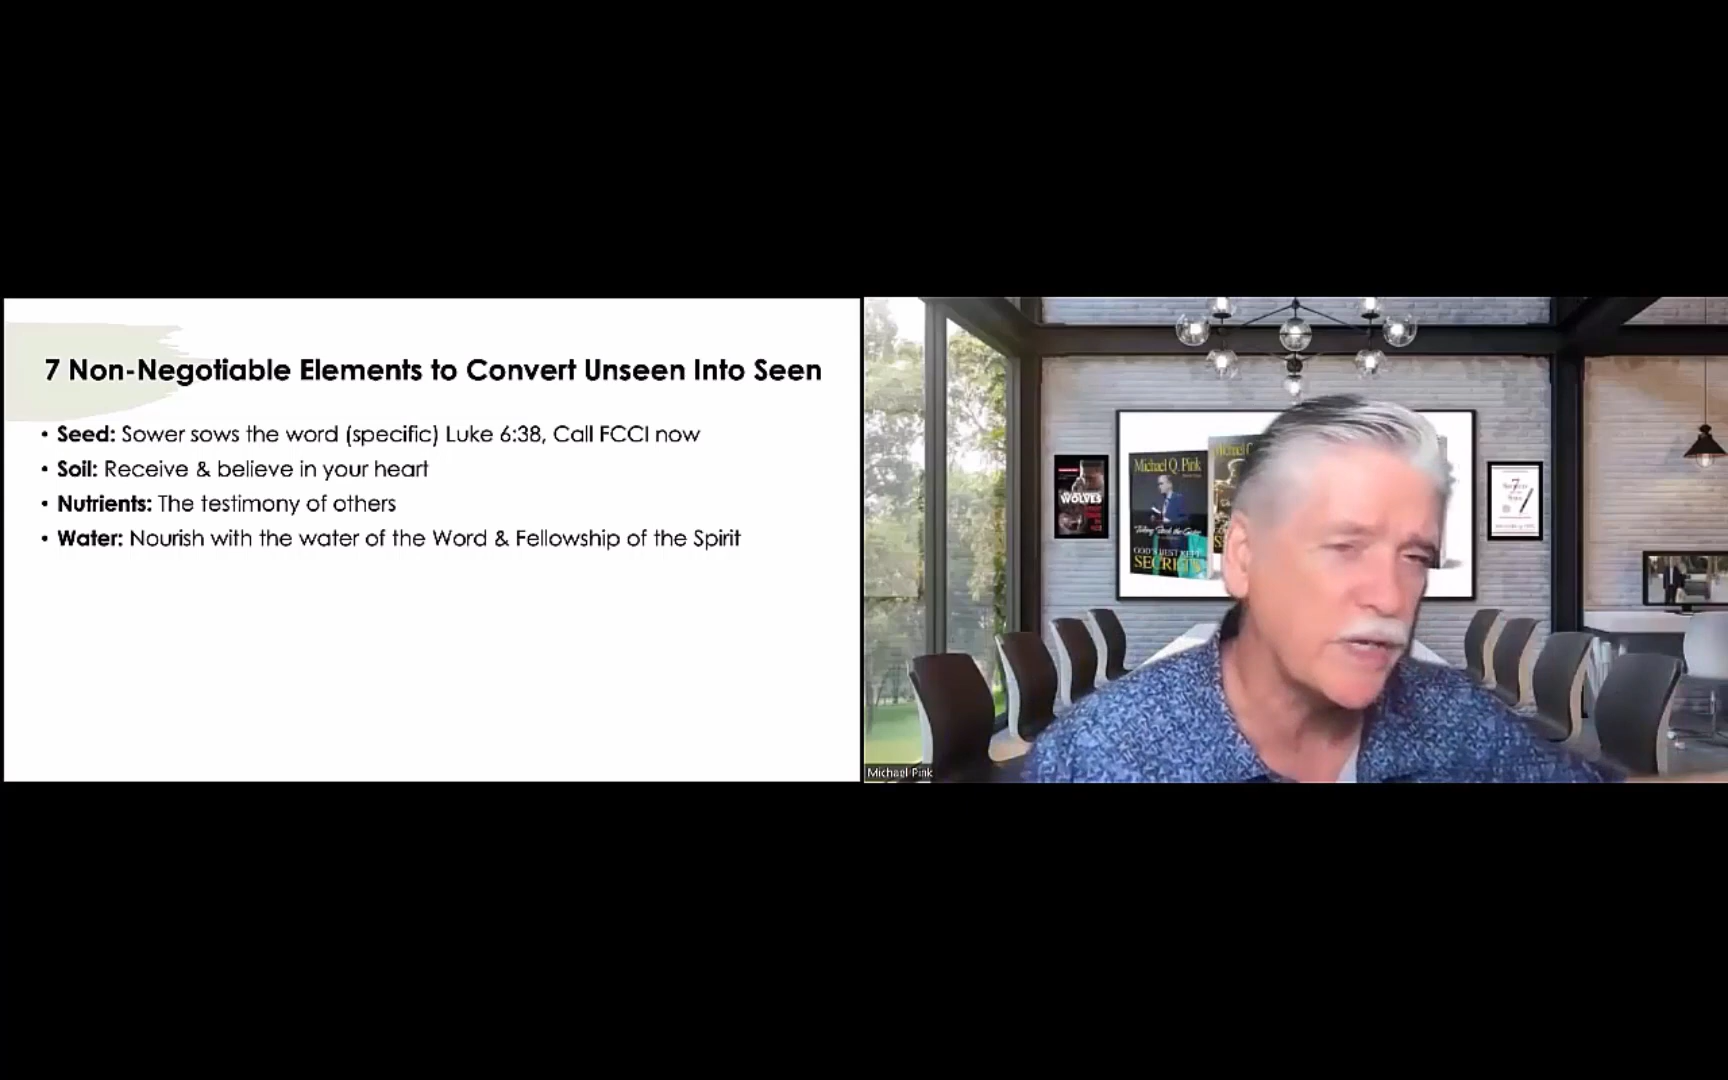 7 Non-Negotiable Elements to Convert Unseen Into Seen
• Seed: Sower sows the word (specific) Luke 6:38, Call FCCI now
• Soil: Receive & believe in your heart
• Nutrients: The testimony of others
• Water: Nourish with the water of the Word & Fellowship of the Spirit
WOLVES
Michael Q. Pink
GOD'S BEST KEPT
SECRETS
7
Michael Pink